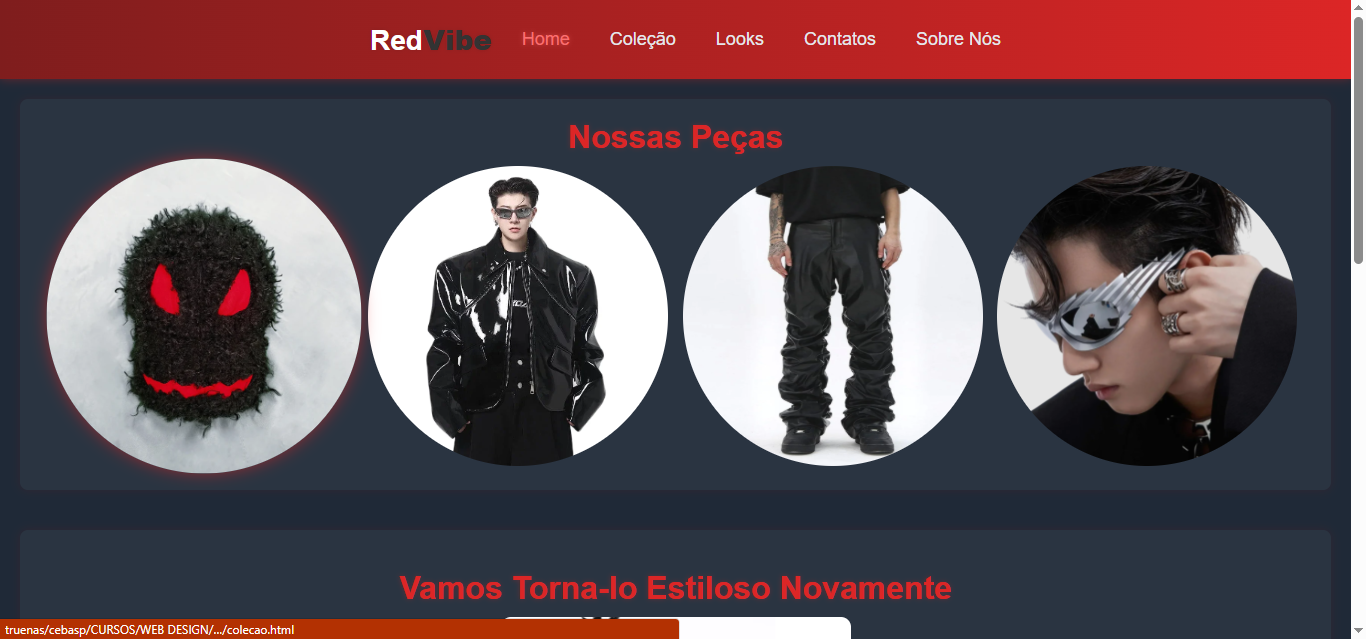 RedVibe Home Coleção Looks Contatos Sobre Nós
Nossas Peças
Vamos Torna-lo Estiloso Novamente
truenas/cebasp/CURSOS/WEB DESIGN/.../colecao.html